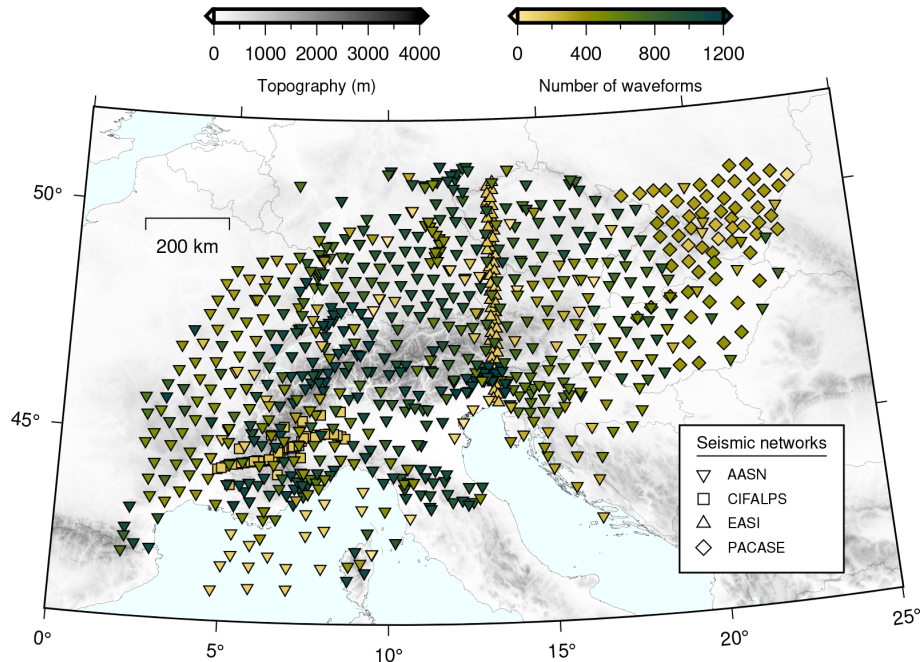 0 1000 2000 3000 4000
Topography (m)
0 400 800 1200
Number of waveforms
50°
200 km
45°
Seismic networks
AASN
CIFALPS
EASI
PACASE
0° 5° 10° 15° 20° 25°